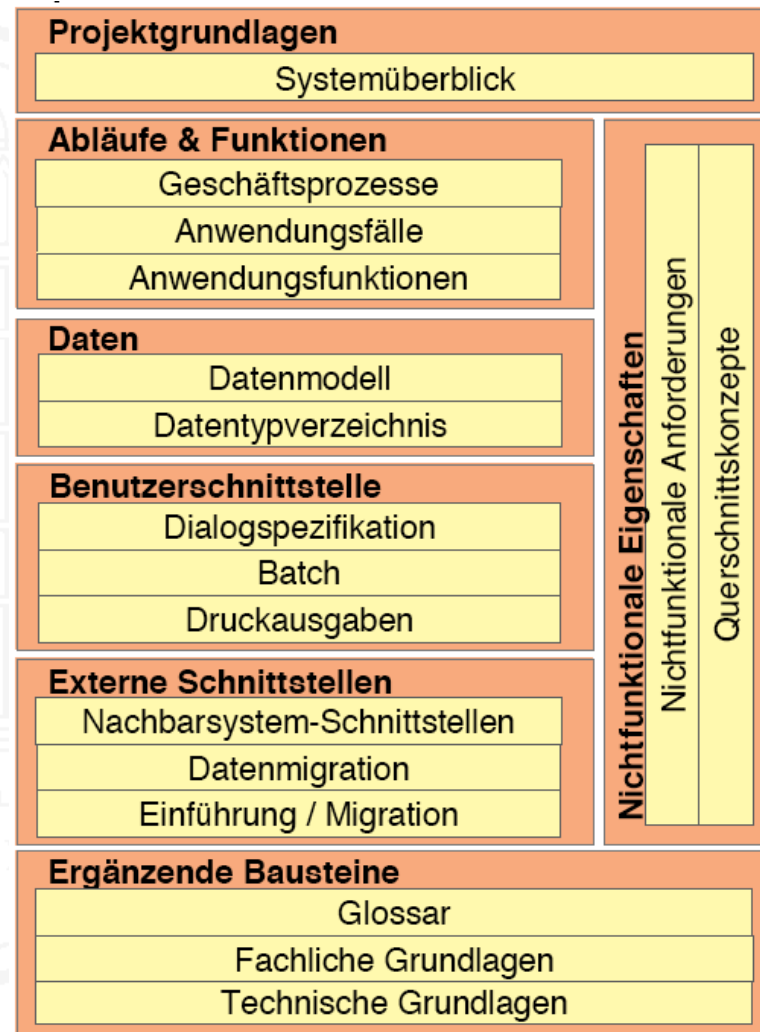 Projektgrundlagen
Systemüberblick
Abläufe & Funktionen
Geschäftsprozesse
Anwendungsfälle
Anwendungsfunktionen
Daten
Datenmodell
Datentypverzeichnis
Benutzerschnittstelle
Dialogspezifikation
Batch
Druckausgaben
Externe Schnittstellen
Nachbarsystem-Schnittstellen
Datenmigration
Einführung / Migration
Nichtfunktionale Eigenschaften
Nichtfunktionale Anforderungen
Querschnittskonzepte
Ergänzende Bausteine
Glossar
Fachliche Grundlagen
Technische Grundlagen